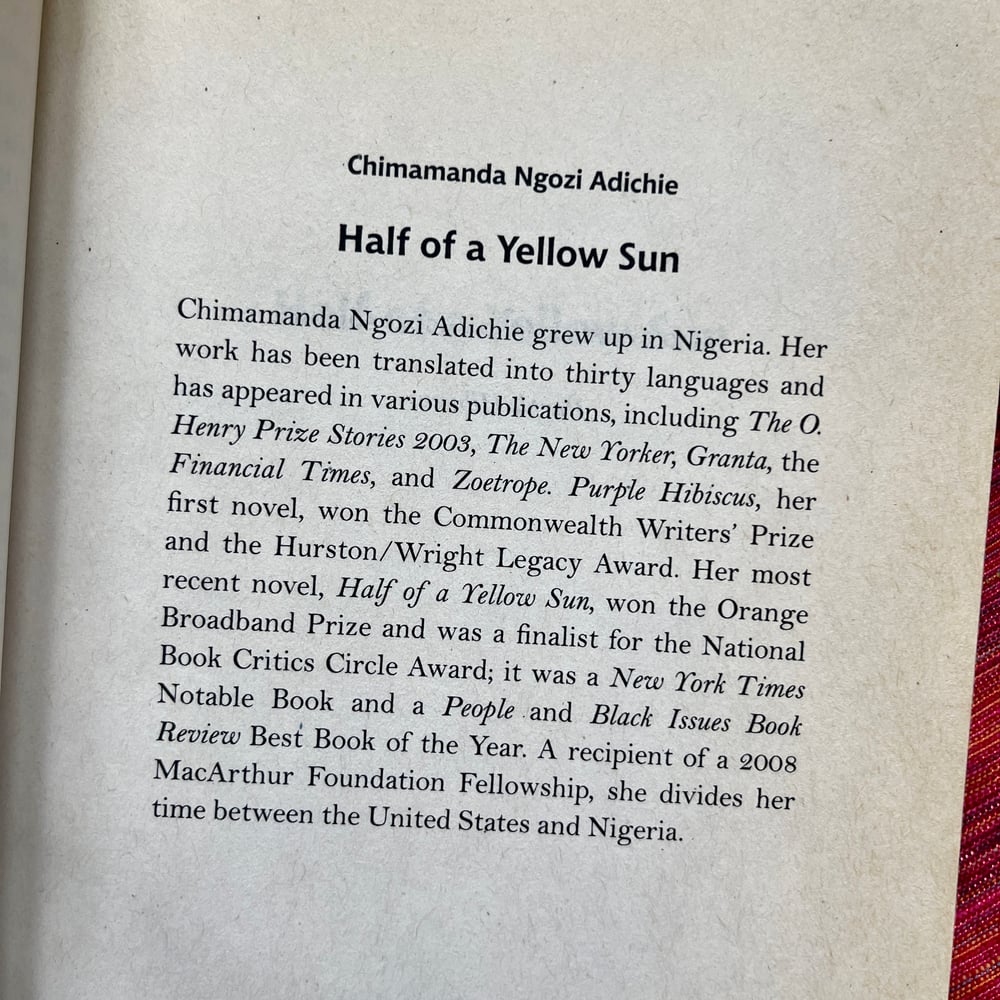 Chimamanda Ngozi Adichie
Half of a Yellow Sun
Chimamanda Ngozi Adichie grew up in Nigeria. Her
work has been translated into thirty languages and
has appeared in various publications, including The O.
Henry Prize Stories 2003, The New Yorker, Granta, the
Financial Times, and Zoetrope. Purple Hibiscus, her
first novel, won the Commonwealth Writers’ Prize
and the Hurston/Wright Legacy Award. Her most
recent novel, Half of a Yellow Sun, won the Orange
Broadband Prize and was a finalist for the National
Book Critics Circle Award; it was a New York Times
Notable Book and a People and Black Issues Book
Review Best Book of the Year. A recipient of a 2008
MacArthur Foundation Fellowship, she divides her
time between the United States and Nigeria.